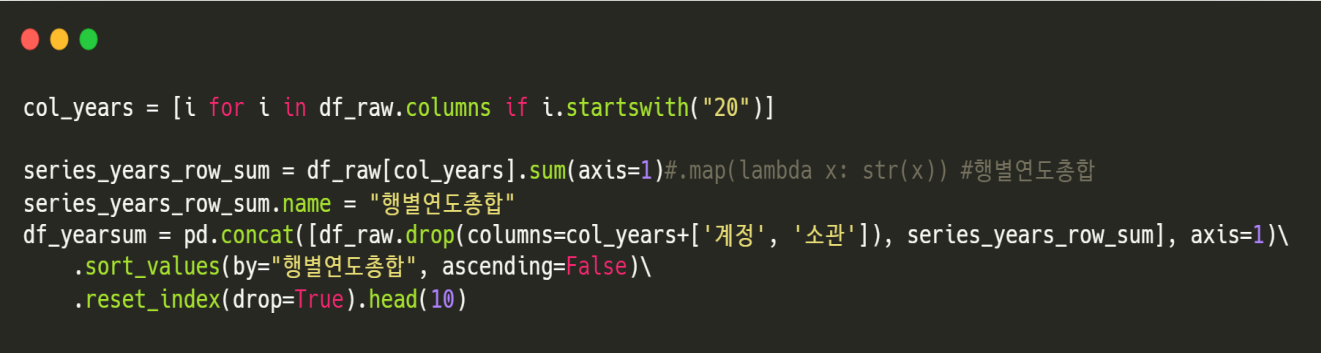 col_years = [i for i in df_raw.columns if i.startswith("20")]
series_years_row_sum = df_raw[col_years].sum(axis=1)#.map(lambda x: str(x)) #행별연도총합
series_years_row_sum.name = "행별연도총합"
df_yearsum = pd.concat([df_raw.drop(columns=col_years+['계정', '소관']), series_years_row_sum], axis=1)\
    .sort_values(by="행별연도총합", ascending=False)\
    .reset_index(drop=True).head(10)